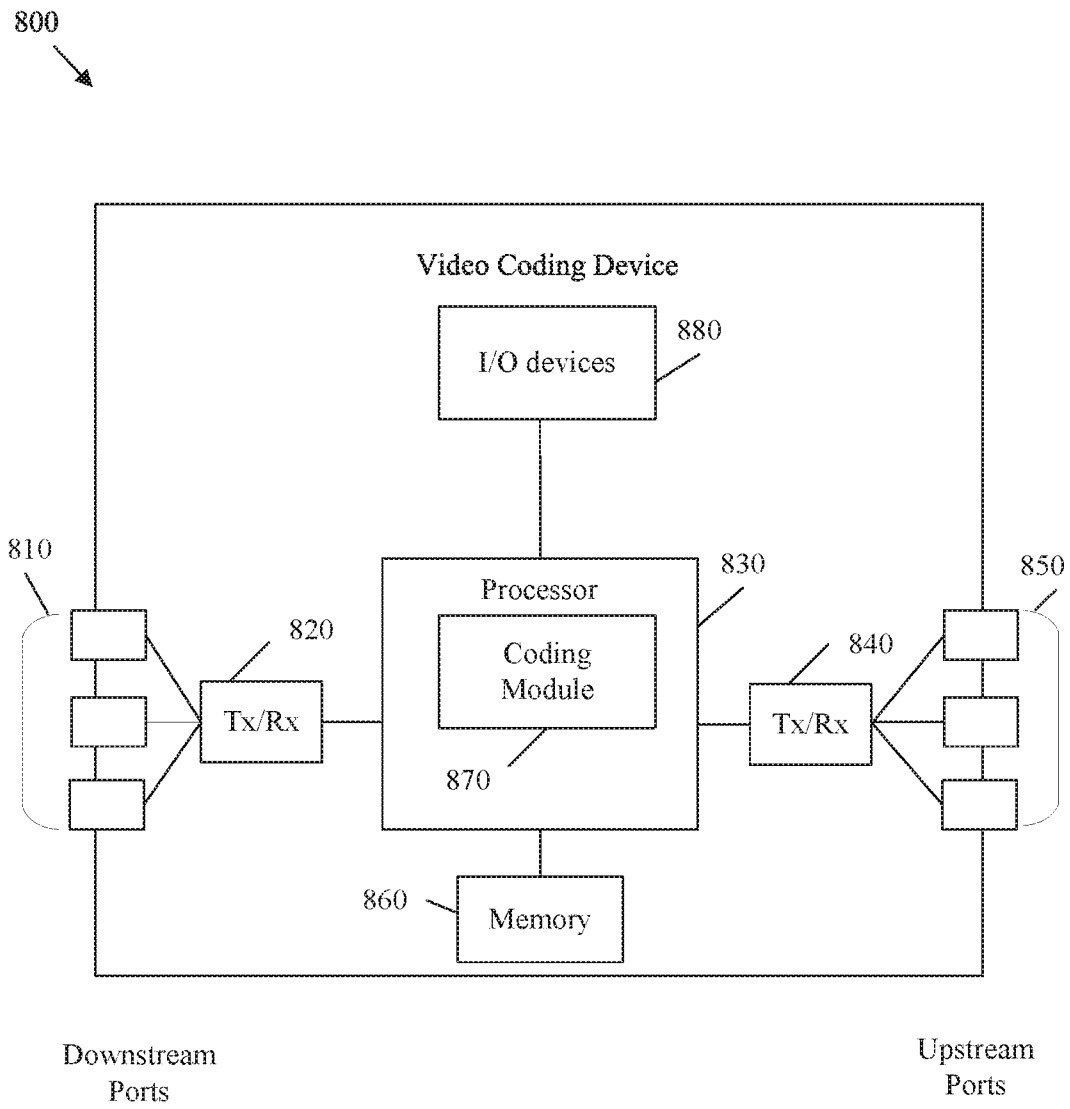 800
Video Coding Device
I/O devices
880
810
Processor
830
850
820
Coding
Module
840
Tx/Rx
Tx/Rx
870
860
Memory
Downstream
Ports
Upstream
Ports